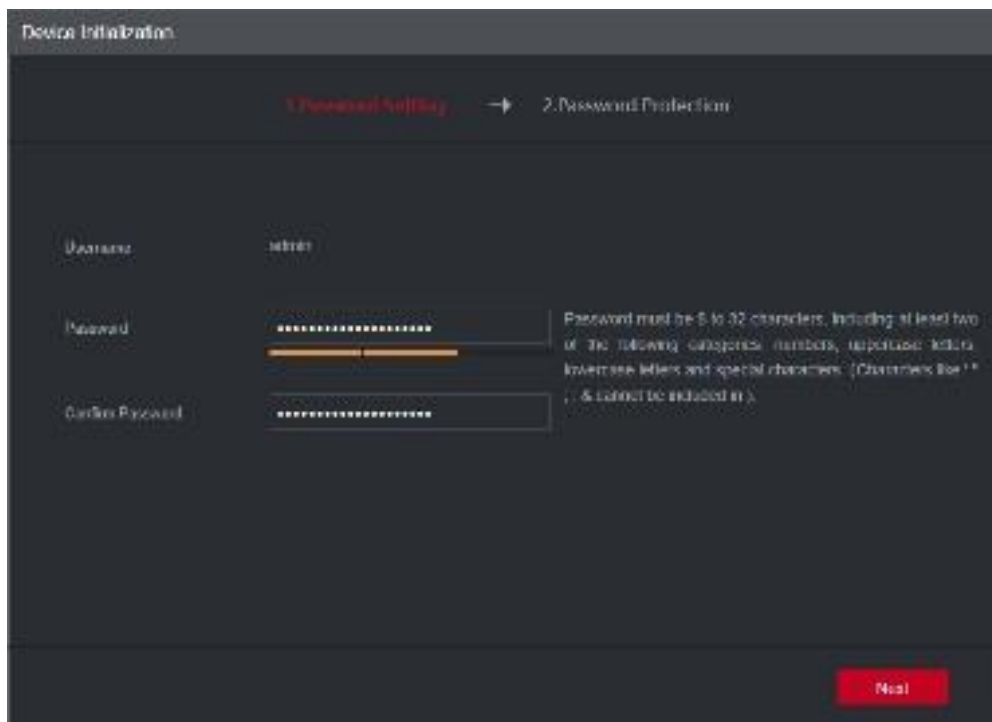 Device Initialization
1.Password Setting → 2.Password Protection
Username
admin
Password
Password must be 8 to 32 characters, including at least two
of the following categories: numbers, uppercase letters,
lowercase letters and special characters. (Characters like
& cannot be included in ).
Confirm Password
Next